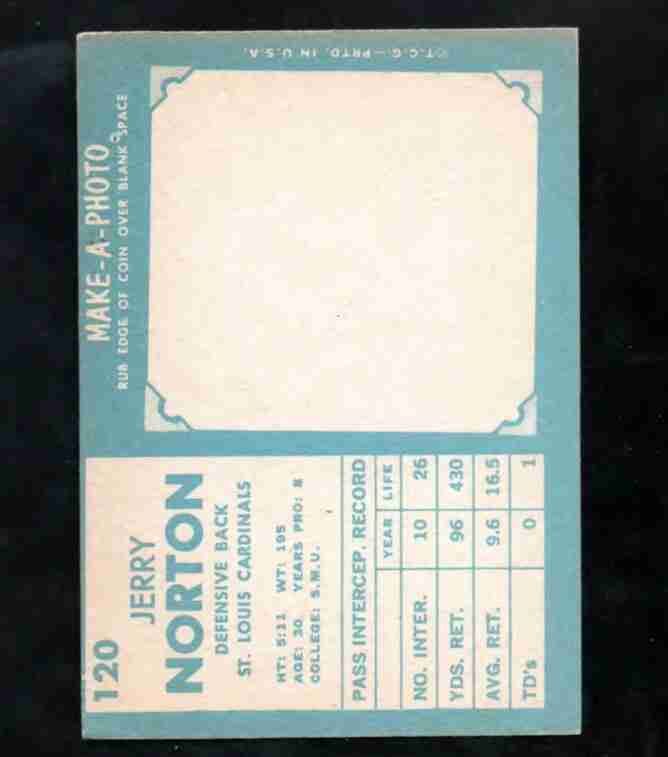 120
JERRY
NORTON
DEFENSIVE BACK
ST. LOUIS CARDINALS
HT: 5:11 WT: 195
AGE: 30 YEARS PRO: 8
COLLEGE: S.M.U.
PASS INTERCEP. RECORD
YEAR LIFE
NO. INTER. 10 26
YDS. RET. 96 430
AVG. RET. 9.6 16.5
TD's 0 1
MAKE-A-PHOTO
RUB EDGE OF COIN OVER BLANK SPACE
©T.C.G.—PRTD. IN U.S.A.